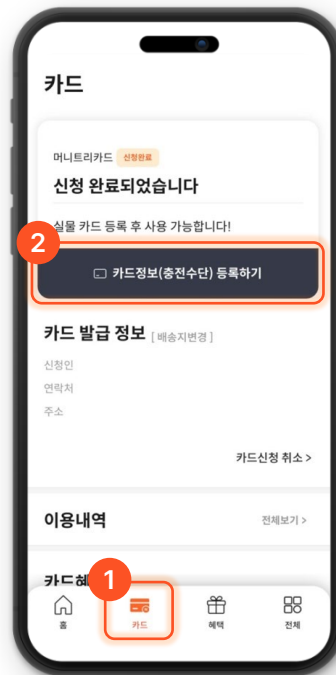 카드
머니트리카드 신청완료
신청 완료되었습니다
실물 카드 등록 후 사용 가능합니다!
2
카드정보(충전수단) 등록하기
카드 발급 정보 [ 배송지변경 ]
신청인
연락처
주소
카드신청 취소 >
이용내역 전체보기 >
카드혜
1
홈 카드 혜택 전체